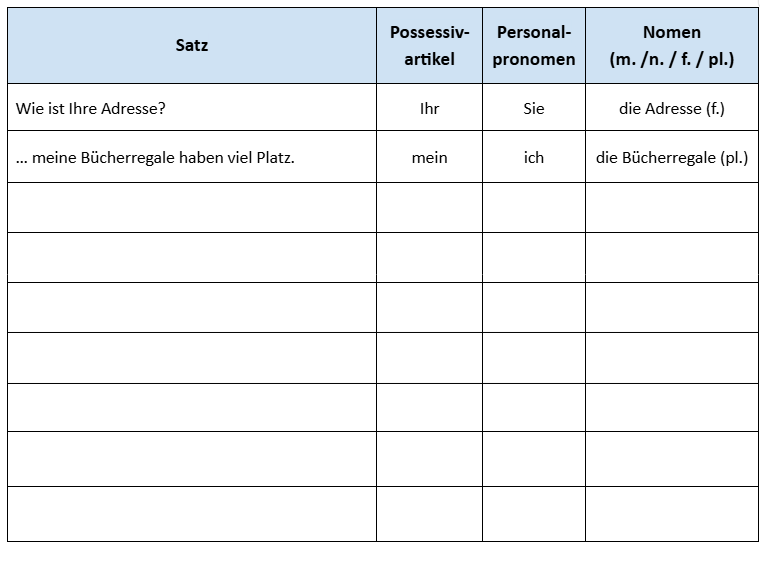 Satz
Possessiv-
artikel
Personal-
pronomen
Nomen
(m. /n. / f. / pl.)
Wie ist Ihre Adresse?
Ihr
Sie
die Adresse (f.)
... meine Bücherregale haben viel Platz.
mein
ich
die Bücherregale (pl.)